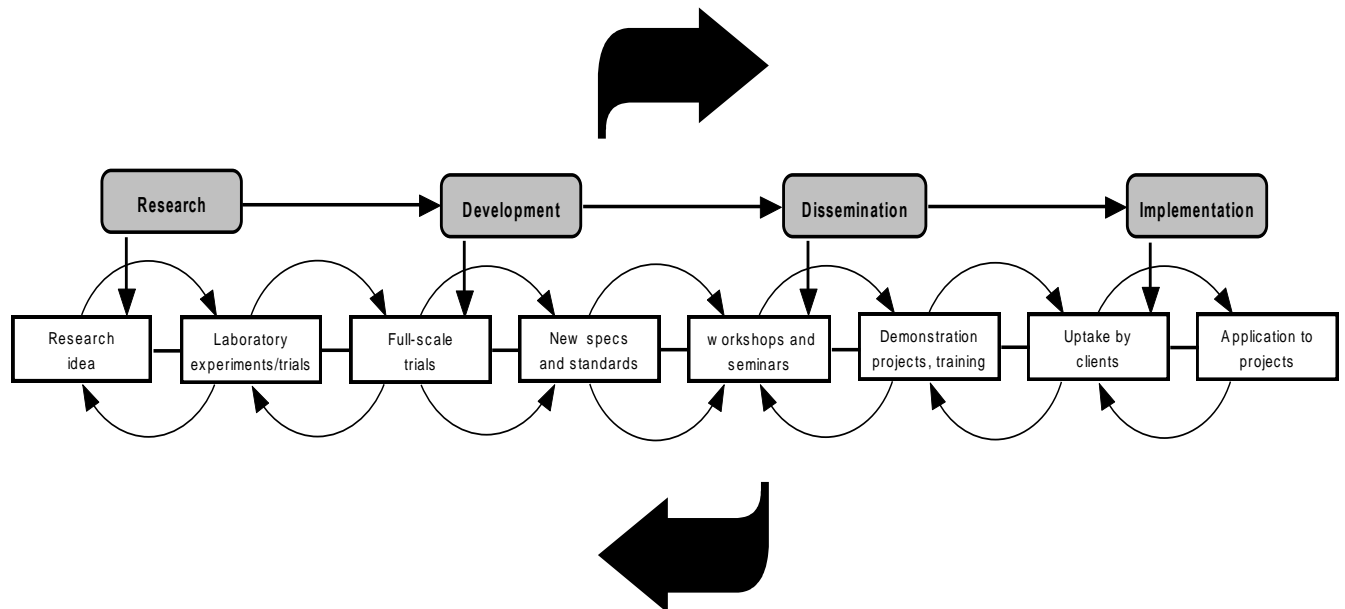 Research
Development
Dissemination
Implementation
Research
idea
Laboratory
experiments/trials
Full-scale
trials
New specs
and standards
workshops and
seminars
Demonstration
projects, training
Uptake by
clients
Application to
projects